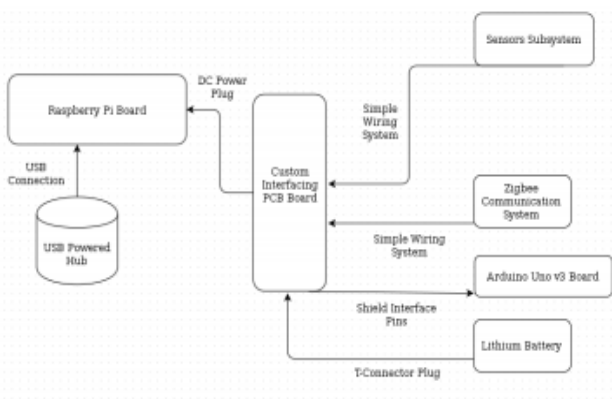 Sensors Subsystem
DC Power
Plug
Raspberry Pi Board
Simple
Wiring
System
USB
Connection
Custom
Interfacing
PCB Board
Zigbee
Communication
System
USB Powered
Hub
Simple Wiring
System
Arduino Uno v3 Board
Shield Interface
Pins
Lithium Battery
T-Connector Plug